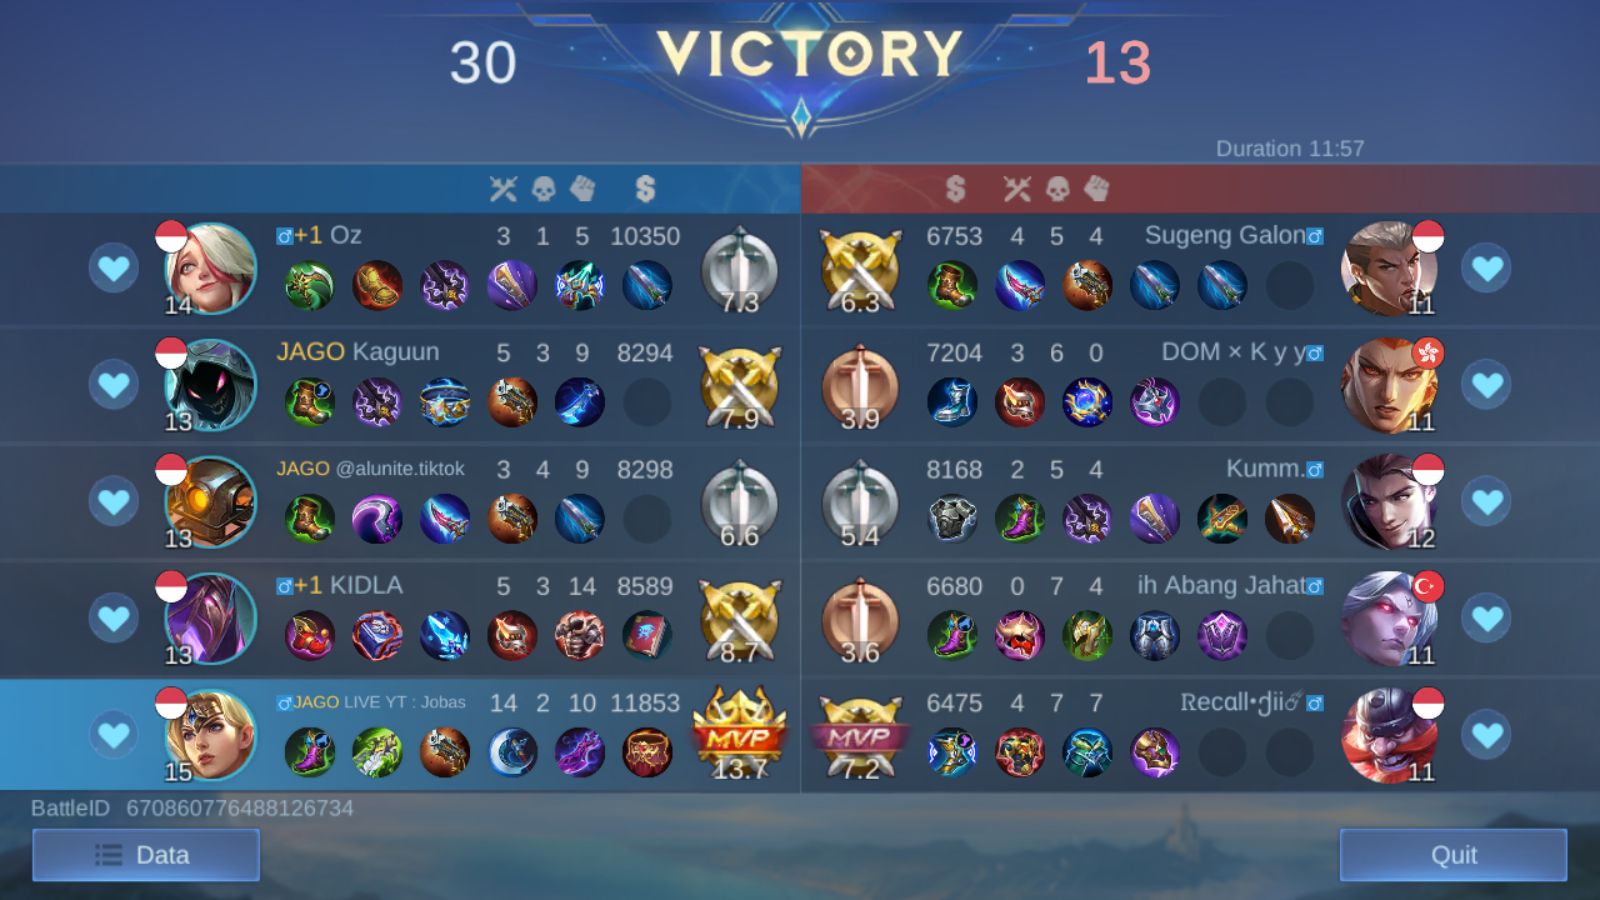 VICTORY
30
13
Duration 11:57
+1 Oz 3 1 5 10350
14
7.3
6753 4 5 4 Sugeng Galon
6.3
11
JAGO Kaguun 5 3 9 8294
13
7.9
7204 3 6 0 DOM × K y y
3.9
11
JAGO @alunite.tiktok 3 4 9 8298
13
6.6
8168 2 5 4 Kumm.
5.4
12
+1 KIDLA 5 3 14 8589
13
8.7
6680 0 7 4 ih Abang Jahat
3.6
11
JAGO LIVE YT : Jobas 14 2 10 11853
15
MVP
13.7
6475 4 7 7
MVP
7.2
11
BattleID 670860776488126734
Data
Quit